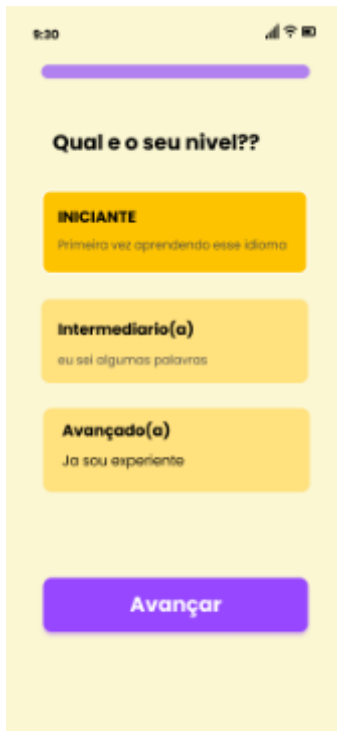 9:30
Qual e o seu nivel??
INICIANTE
Primeira vez aprendendo esse idioma
Intermediario(a)
eu sei algumas palavras
Avançado(a)
Ja sou experiente
Avançar